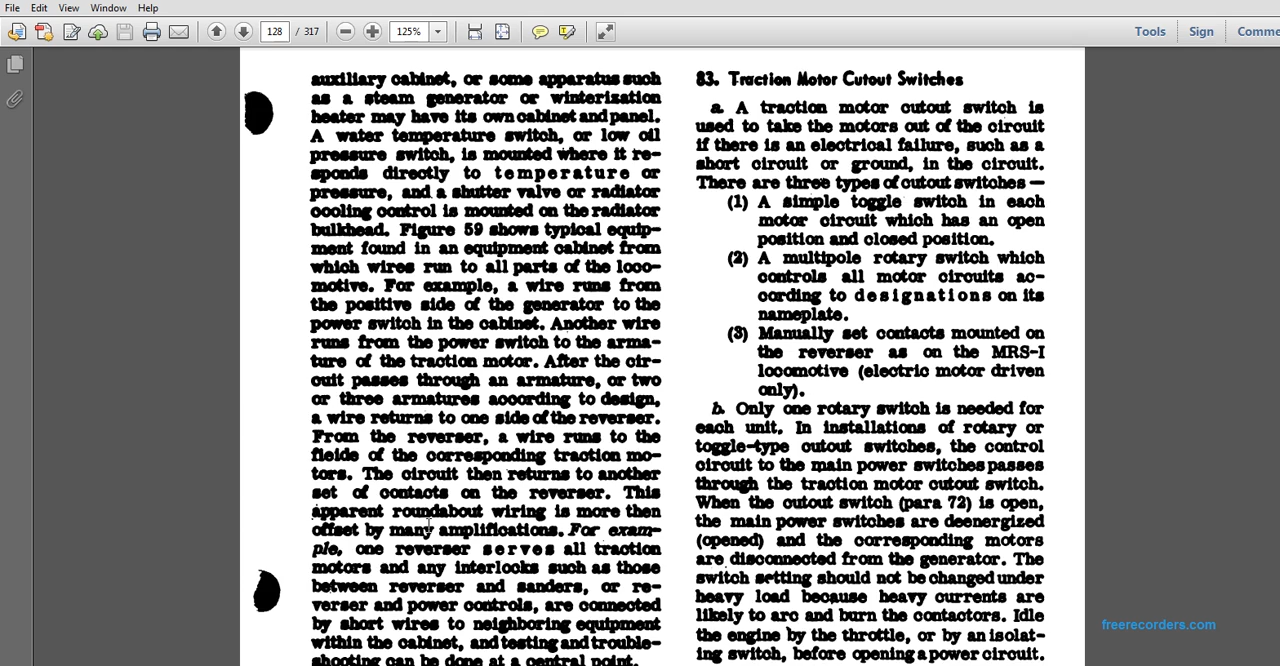 File Edit View Window Help
128 / 317 125% Tools Sign Comme
auxiliary cabinet, or some apparatus such
as a steam generator or winterization
heater may have its own cabinet and panel.
A water temperature switch, or low oil
pressure switch, is mounted where it re-
sponds directly to temperature or
pressure, and a shutter valve or radiator
cooling control is mounted on the radiator
bulkhead. Figure 59 shows typical equip-
ment found in an equipment cabinet from
which wires run to all parts of the loco-
motive. For example, a wire runs from
the positive side of the generator to the
power switch in the cabinet. Another wire
runs from the power switch to the arma-
ture of the traction motor. After the cir-
cuit passes through an armature, or two
or three armatures according to design,
a wire returns to one side of the reverser.
From the reverser, a wire runs to the
fields of the corresponding traction mo-
tors. The circuit then returns to another
set of contacts on the reverser. This
apparent roundabout wiring is more then
offset by many amplifications. For exam-
ple, one reverser serves all traction
motors and any interlocks such as those
between reverser and sanders, or re-
verser and power controls, are connected
by short wires to neighboring equipment
within the cabinet, and testing and trouble-
shooting can be done at a central point.
83. Traction Motor Cutout Switches
a. A traction motor cutout switch is
used to take the motors out of the circuit
if there is an electrical failure, such as a
short circuit or ground, in the circuit.
There are three types of cutout switches —
(1) A simple toggle switch in each
motor circuit which has an open
position and closed position.
(2) A multipole rotary switch which
controls all motor circuits ac-
cording to designations on its
nameplate.
(3) Manually set contacts mounted on
the reverser as on the MRS-I
locomotive (electric motor driven
only).
b. Only one rotary switch is needed for
each unit. In installations of rotary or
toggle-type cutout switches, the control
circuit to the main power switches passes
through the traction motor cutout switch.
When the cutout switch (para 72) is open,
the main power switches are deenergized
(opened) and the corresponding motors
are disconnected from the generator. The
switch setting should not be changed under
heavy load because heavy currents are
likely to arc and burn the contactors. Idle
the engine by the throttle, or by an isolat-
ing switch, before opening a power circuit.
freerecorders.com